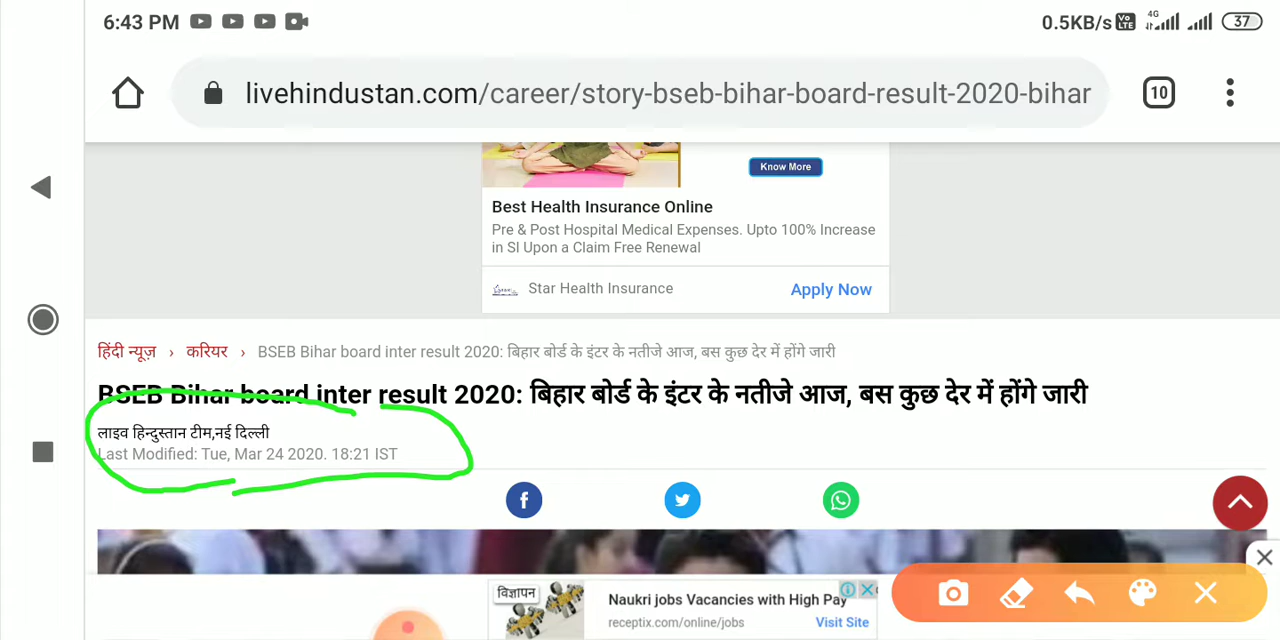 6:43 PM
0.5KB/s Vo LTE 4G 37
livehindustan.com/career/story-bseb-bihar-board-result-2020-bihar
10
Know More
Best Health Insurance Online
Pre & Post Hospital Medical Expenses. Upto 100% Increase
in SI Upon a Claim Free Renewal
Star Health Insurance
Apply Now
हिंदी न्यूज़ › करियर › BSEB Bihar board inter result 2020: बिहार बोर्ड के इंटर के नतीजे आज, बस कुछ देर में होंगे जारी
BSEB Bihar board inter result 2020: बिहार बोर्ड के इंटर के नतीजे आज, बस कुछ देर में होंगे जारी
लाइव हिन्दुस्तान टीम,नई दिल्ली
Last Modified: Tue, Mar 24 2020. 18:21 IST
विज्ञापन
Naukri jobs Vacancies with High Pay
receptix.com/online/jobs
Visit Site